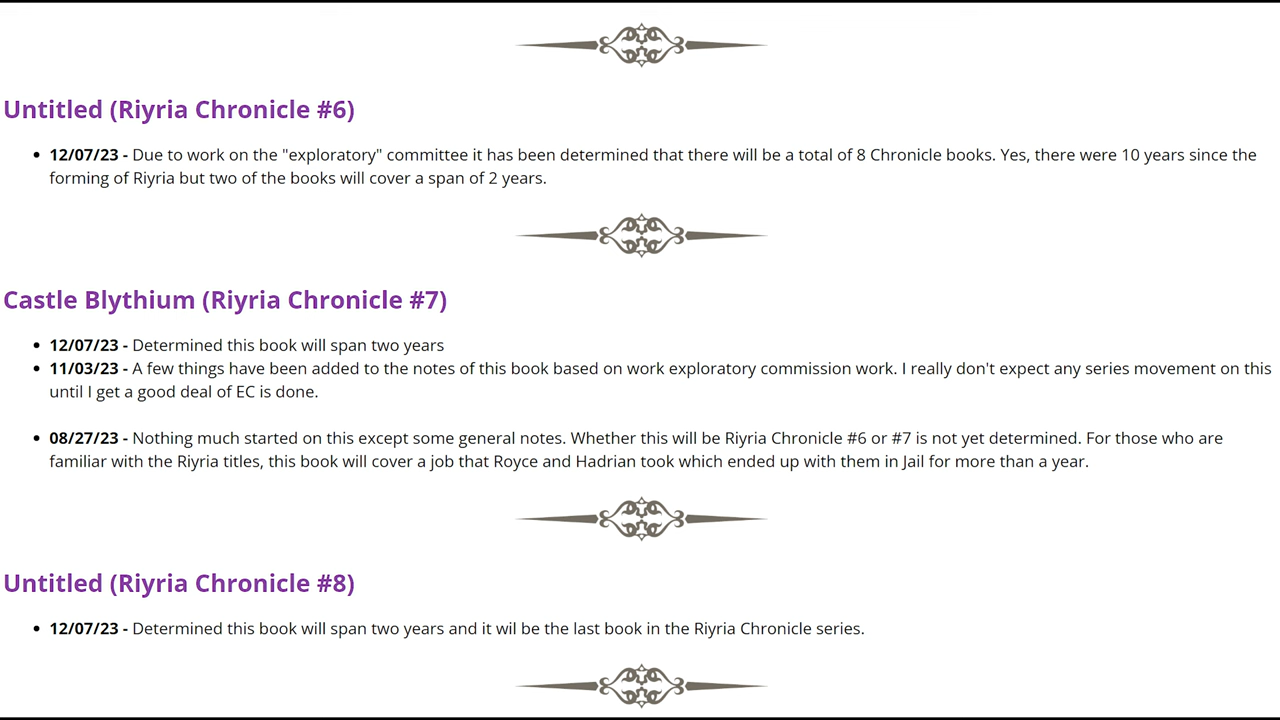 Untitled (Riyria Chronicle #6)
• 12/07/23 - Due to work on the "exploratory" committee it has been determined that there will be a total of 8 Chronicle books. Yes, there were 10 years since the
forming of Riyria but two of the books will cover a span of 2 years.
Castle Blythium (Riyria Chronicle #7)
• 12/07/23 - Determined this book will span two years
• 11/03/23 - A few things have been added to the notes of this book based on work exploratory commission work. I really don't expect any series movement on this
until I get a good deal of EC is done.
• 08/27/23 - Nothing much started on this except some general notes. Whether this will be Riyria Chronicle #6 or #7 is not yet determined. For those who are
familiar with the Riyria titles, this book will cover a job that Royce and Hadrian took which ended up with them in Jail for more than a year.
Untitled (Riyria Chronicle #8)
• 12/07/23 - Determined this book will span two years and it wil be the last book in the Riyria Chronicle series.